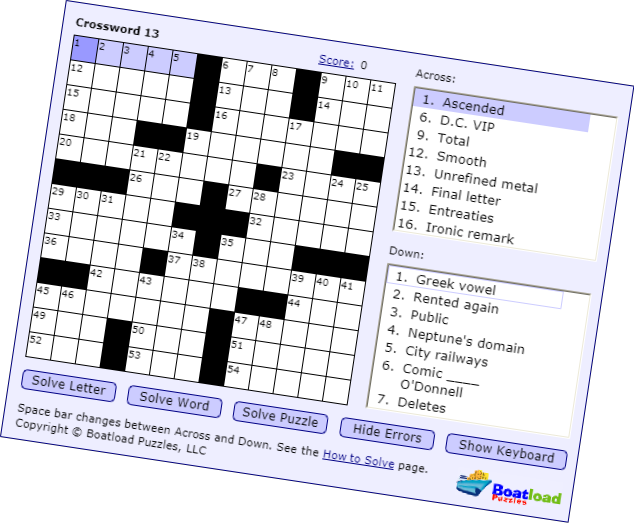 Crossword 13
Score: 0
1 2 3 4 5 6 7 8 9 10 11
12 13 14
15 16 17
18 19
20 21 22 23 24 25
26 27 28
29 30 31 32
33 34 35
36 37 38 39 40 41
42 43 44
45 46 47 48
49 50 51
52 53 54
Across:
1. Ascended
6. D.C. VIP
9. Total
12. Smooth
13. Unrefined metal
14. Final letter
15. Entreaties
16. Ironic remark
Down:
1. Greek vowel
2. Rented again
3. Public
4. Neptune's domain
5. City railways
6. Comic ____
O'Donnell
7. Deletes
Solve Letter
Solve Word
Solve Puzzle
Hide Errors
Show Keyboard
Space bar changes between Across and Down. See the How to Solve page.
Copyright © Boatload Puzzles, LLC
Boatload
Puzzles